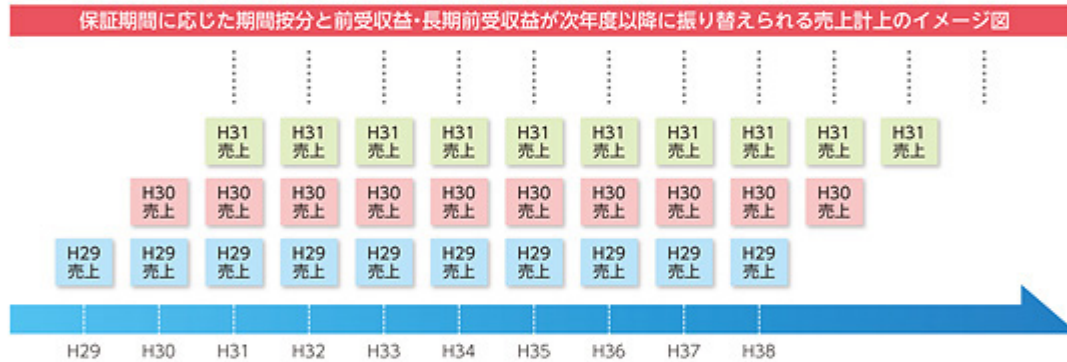 保証期間に応じた期間按分と前受収益・長期前受収益が次年度以降に振り替えられる売上計上のイメージ図
H31 H31 H31 H31 H31 H31 H31 H31 H31 H31
売上 売上 売上 売上 売上 売上 売上 売上 売上 売上
H30 H30 H30 H30 H30 H30 H30 H30 H30 H30
売上 売上 売上 売上 売上 売上 売上 売上 売上 売上
H29 H29 H29 H29 H29 H29 H29 H29 H29 H29
売上 売上 売上 売上 売上 売上 売上 売上 売上 売上
H29 H30 H31 H32 H33 H34 H35 H36 H37 H38